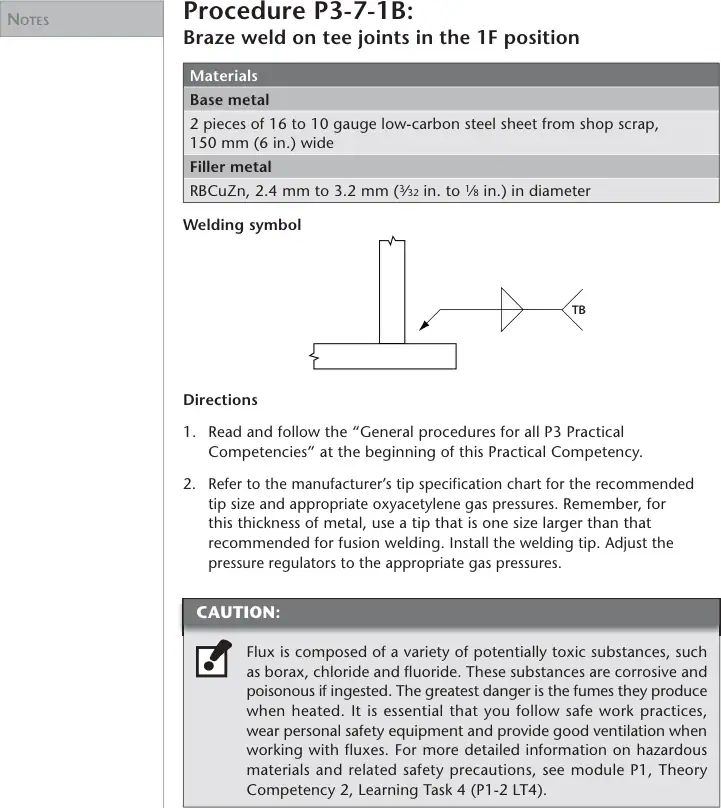 NOTES
Procedure P3-7-1B:
Braze weld on tee joints in the 1F position
Materials
Base metal
2 pieces of 16 to 10 gauge low-carbon steel sheet from shop scrap,
150 mm (6 in.) wide
Filler metal
RBCuZn, 2.4 mm to 3.2 mm (3⁄32 in. to 1⁄8 in.) in diameter
Welding symbol
TB
Directions
1. Read and follow the “General procedures for all P3 Practical
Competencies” at the beginning of this Practical Competency.
2. Refer to the manufacturer’s tip specification chart for the recommended
tip size and appropriate oxyacetylene gas pressures. Remember, for
this thickness of metal, use a tip that is one size larger than that
recommended for fusion welding. Install the welding tip. Adjust the
pressure regulators to the appropriate gas pressures.
CAUTION:
Flux is composed of a variety of potentially toxic substances, such
as borax, chloride and fluoride. These substances are corrosive and
poisonous if ingested. The greatest danger is the fumes they produce
when heated. It is essential that you follow safe work practices,
wear personal safety equipment and provide good ventilation when
working with fluxes. For more detailed information on hazardous
materials and related safety precautions, see module P1, Theory
Competency 2, Learning Task 4 (P1-2 LT4).